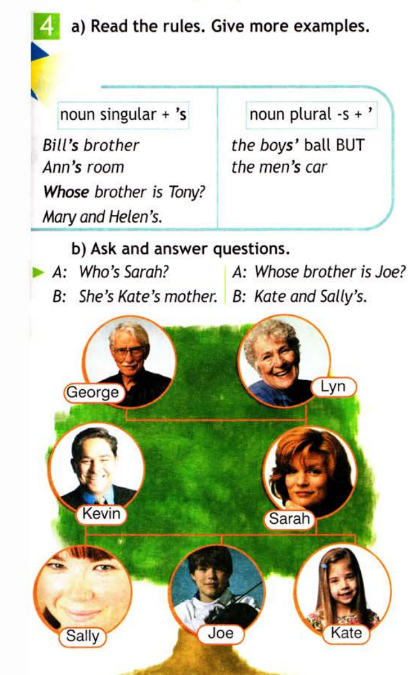 4 a) Read the rules. Give more examples.
noun singular + 's
Bill's brother
Ann's room
Whose brother is Tony?
Mary and Helen's.
noun plural -s + '
the boys' ball BUT
the men's car
b) Ask and answer questions.
A: Who's Sarah?
B: She's Kate's mother.
A: Whose brother is Joe?
B: Kate and Sally's.
George
Lyn
Kevin
Sarah
Sally
Joe
Kate